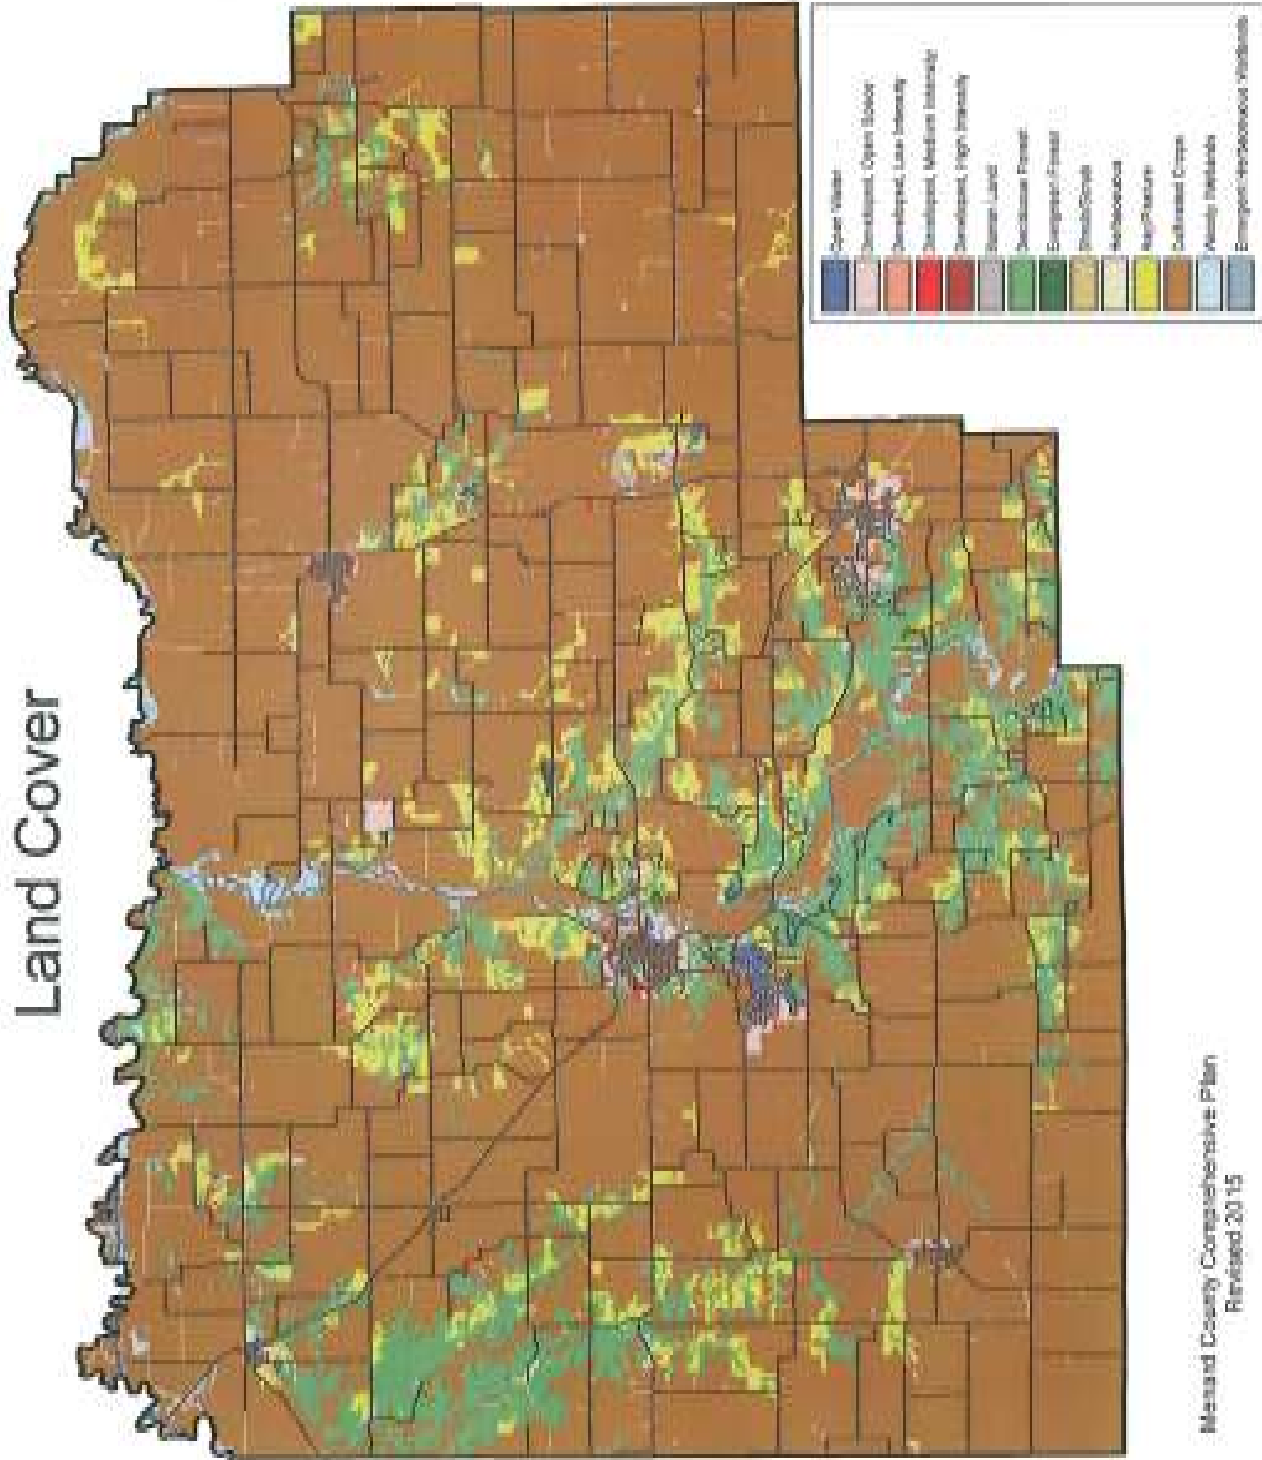 Land Cover
Open Water
Developed, Open Space
Developed, Low Intensity
Developed, Medium Intensity
Developed, High Intensity
Barren Land
Deciduous Forest
Evergreen Forest
Shrub/Scrub
Herbaceous
Hay/Pasture
Cultivated Crops
Woody Wetlands
Emergent Herbaceous Wetlands
Menard County Comprehensive Plan
Revised 2015